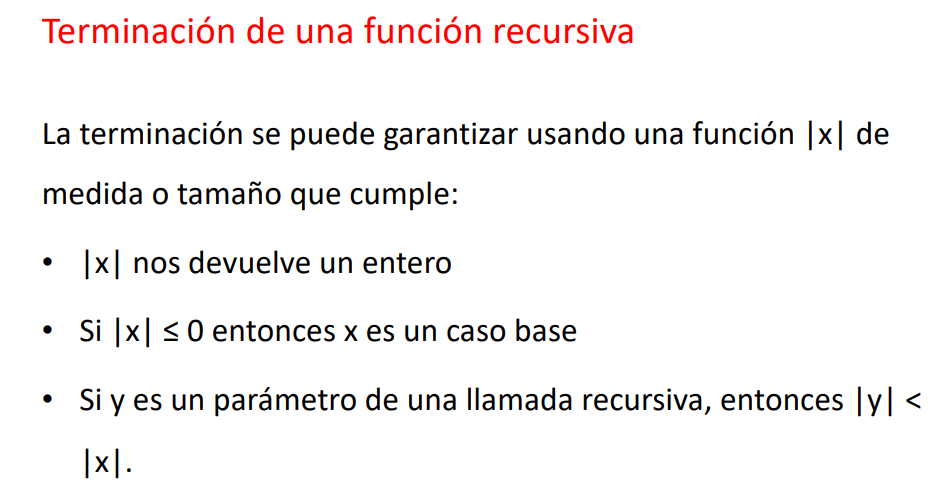 Terminación de una función recursiva
La terminación se puede garantizar usando una función |x| de
medida o tamaño que cumple:
• |x| nos devuelve un entero
• Si |x| ≤ 0 entonces x es un caso base
• Si y es un parámetro de una llamada recursiva, entonces |y| <
|x|.